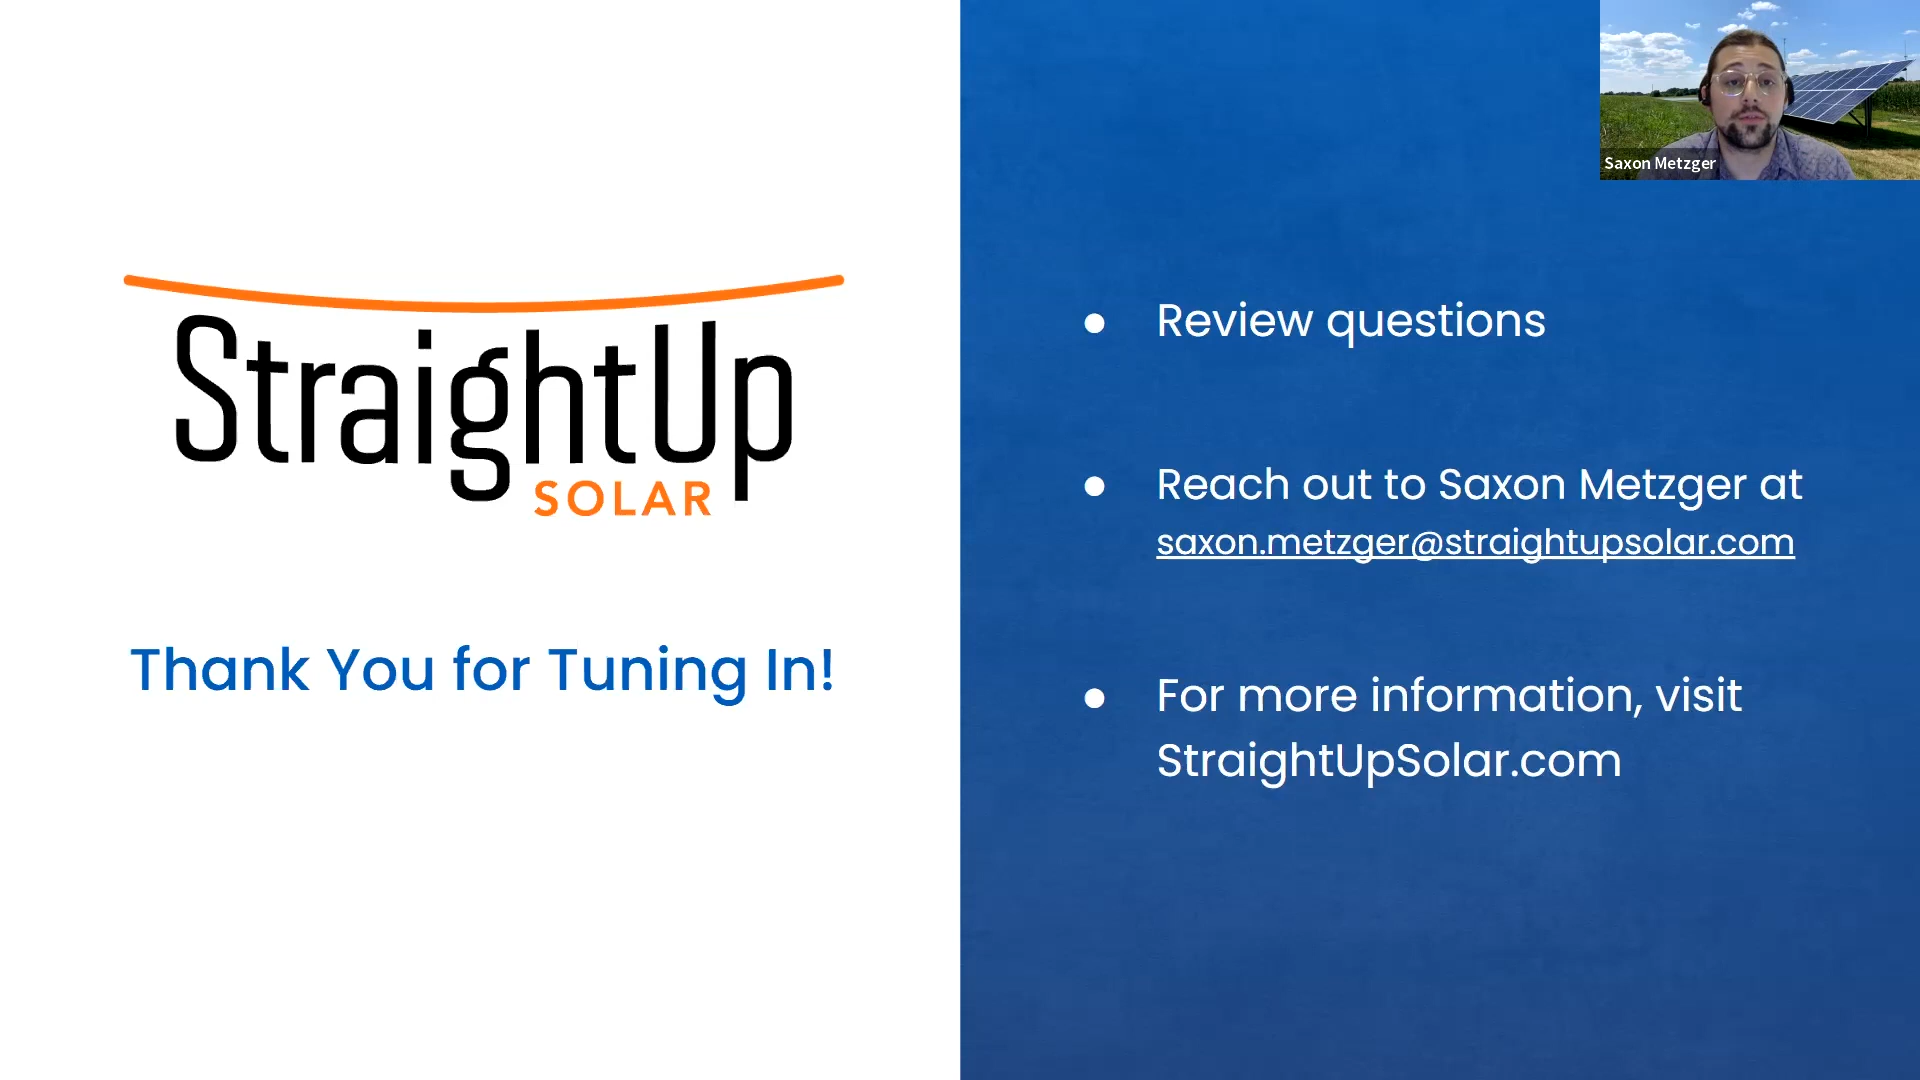 StraightUp
SOLAR
Thank You for Tuning In!
Saxon Metzger
● Review questions
● Reach out to Saxon Metzger at
saxon.metzger@straightupsolar.com
● For more information, visit
StraightUpSolar.com